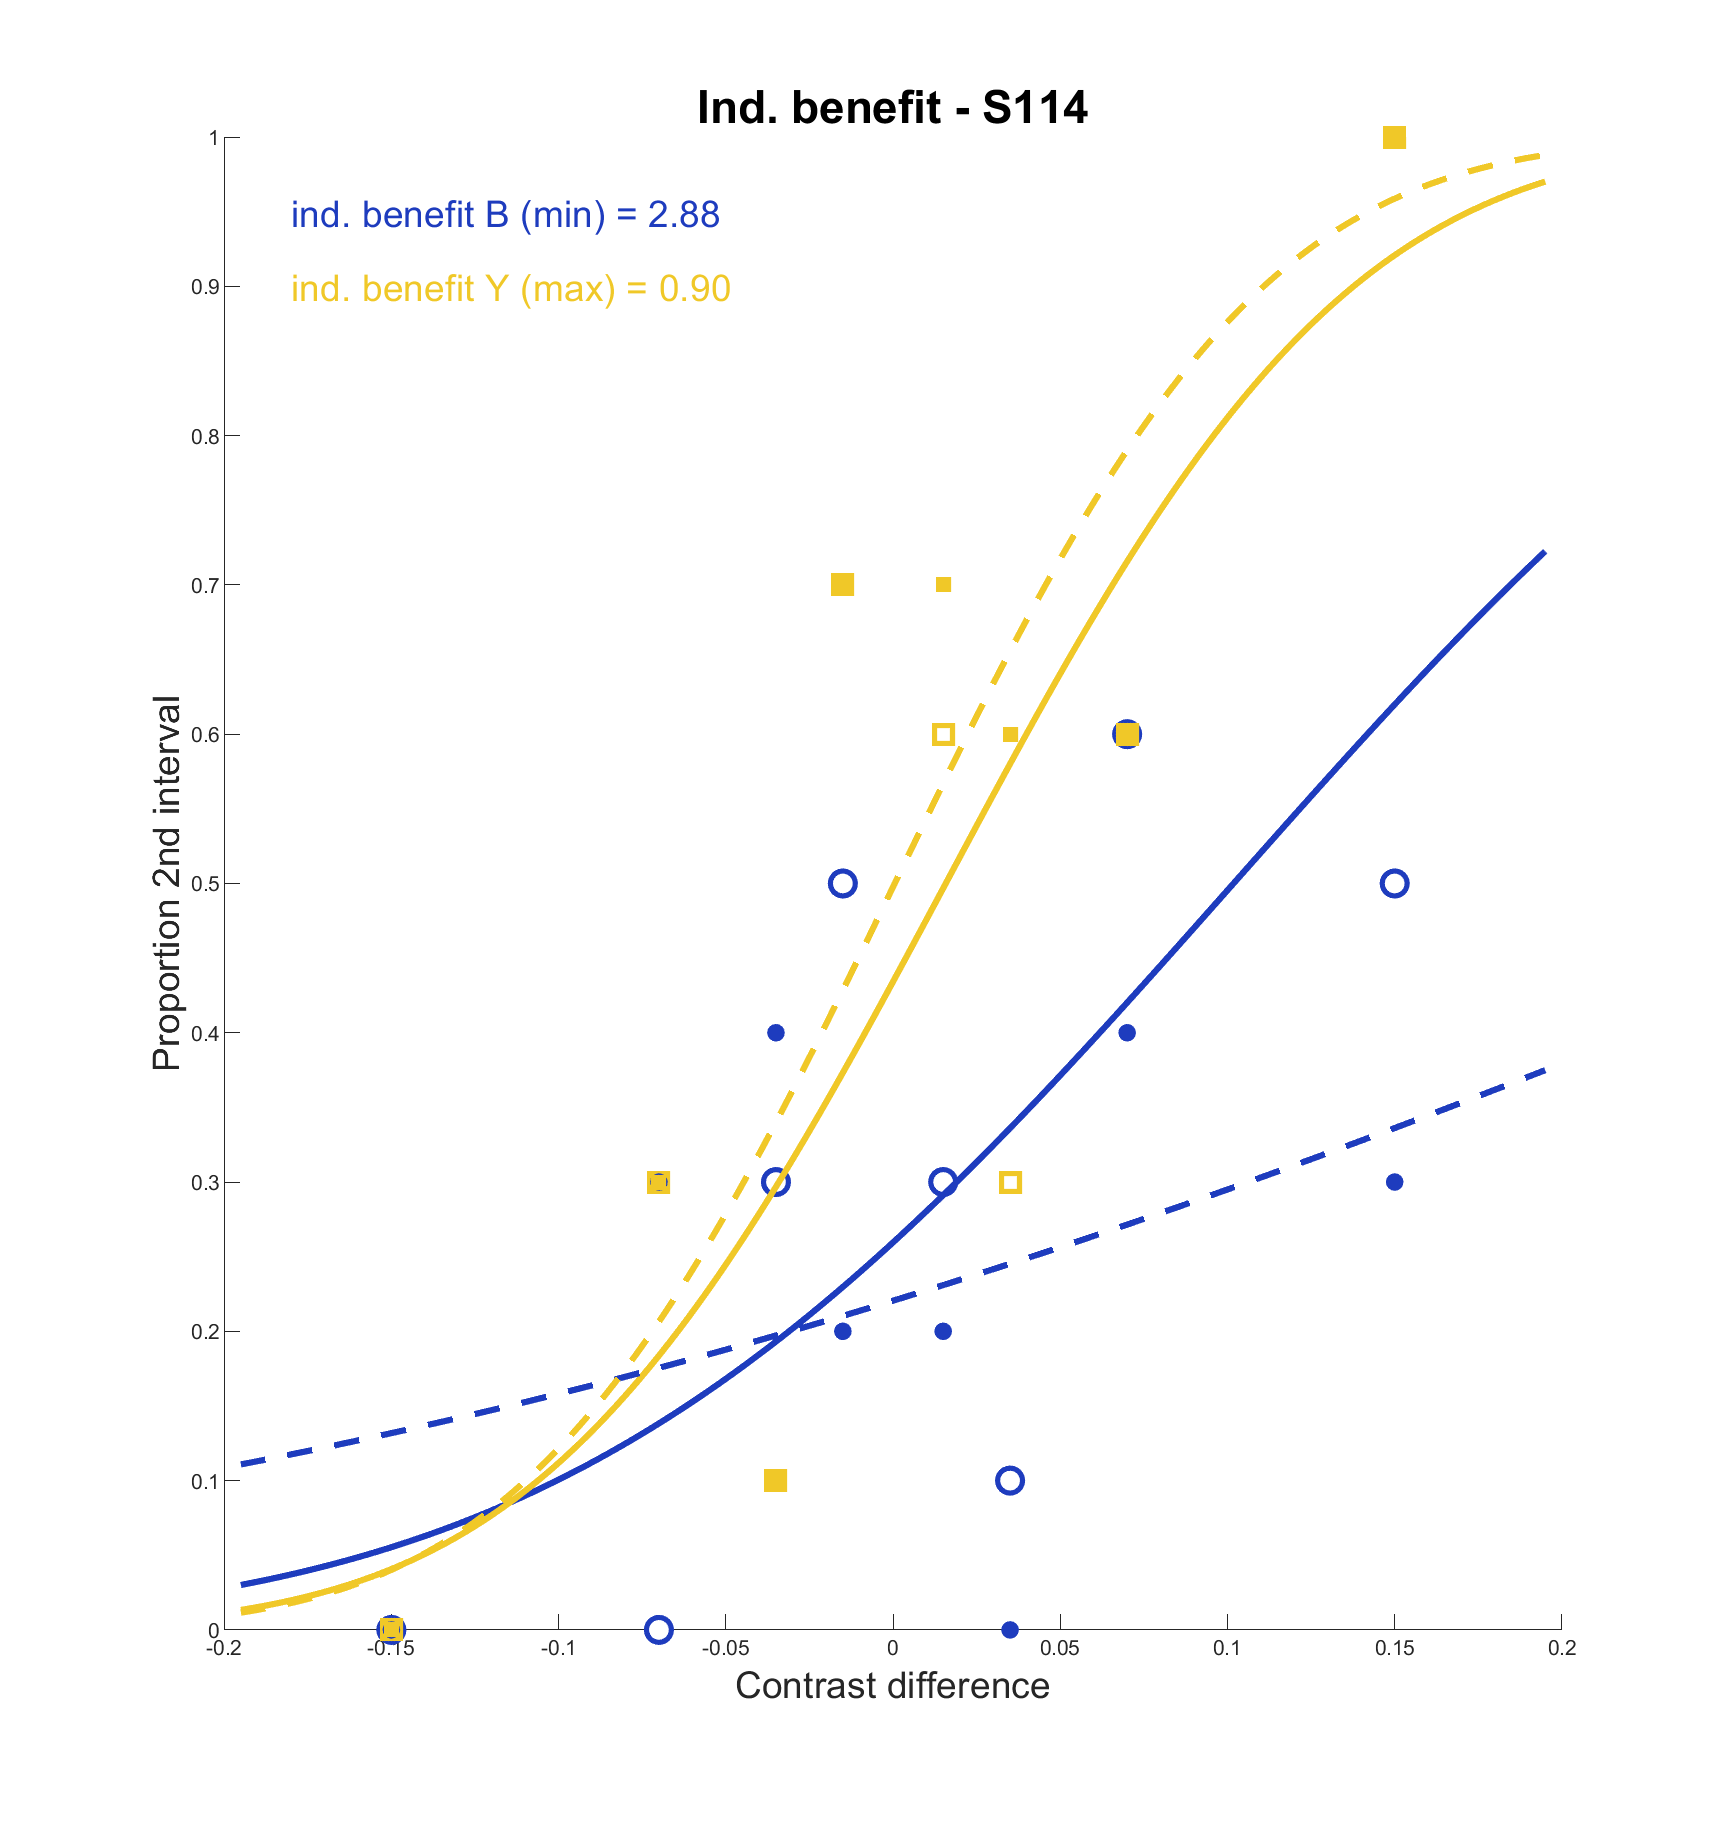 Ind. benefit - S114
ind. benefit B (min) = 2.88
ind. benefit Y (max) = 0.90
Proportion 2nd interval
1
0.9
0.8
0.7
0.6
0.5
0.4
0.3
0.2
0.1
0
-0.2 -0.15 -0.1 -0.05 0 0.05 0.1 0.15 0.2
Contrast difference